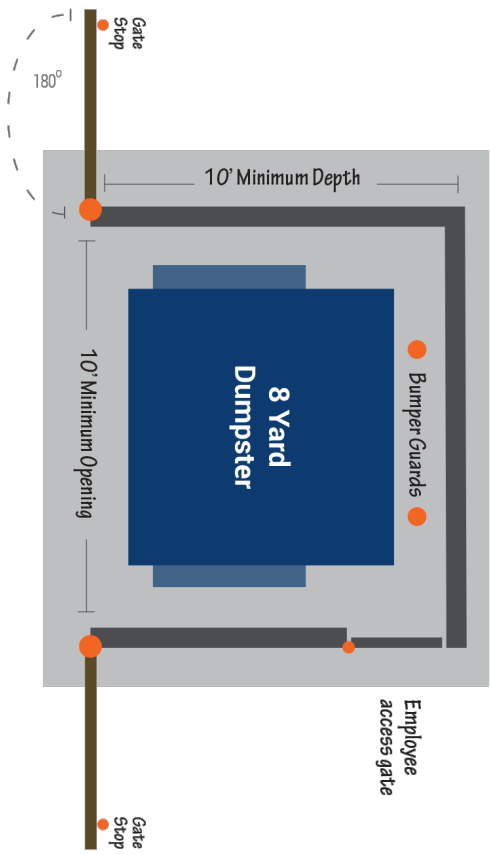 Gate
Stop
180°
10' Minimum Depth
10' Minimum Opening
8 Yard
Dumpster
Bumper Guards
Employee
access gate
Gate
Stop